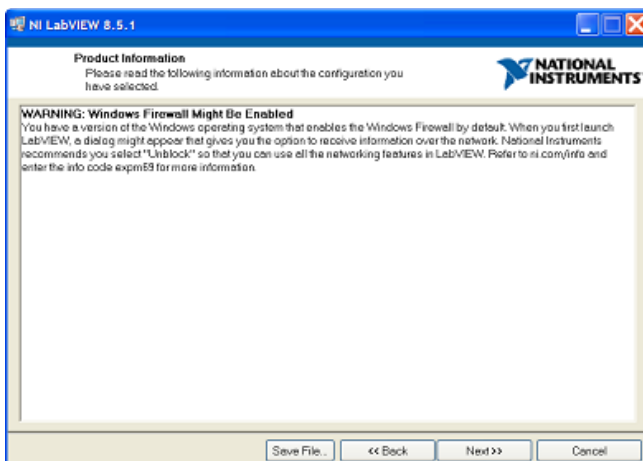 NI LabVIEW 8.5.1
Product Information
Please read the following information about the configuration you
have selected.
NATIONAL
INSTRUMENTS
WARNING: Windows Firewall Might Be Enabled
You have a version of the Windows operating system that enables the Windows Firewall by default. When you first launch
LabVIEW, a dialog might appear that gives you the option to receive information over the network. National Instruments
recommends you select "Unblock" so that you can use all the networking features in LabVIEW. Refer to ni.com/info and
enter the info code expm59 for more information.
Save File...
<< Back
Next >>
Cancel